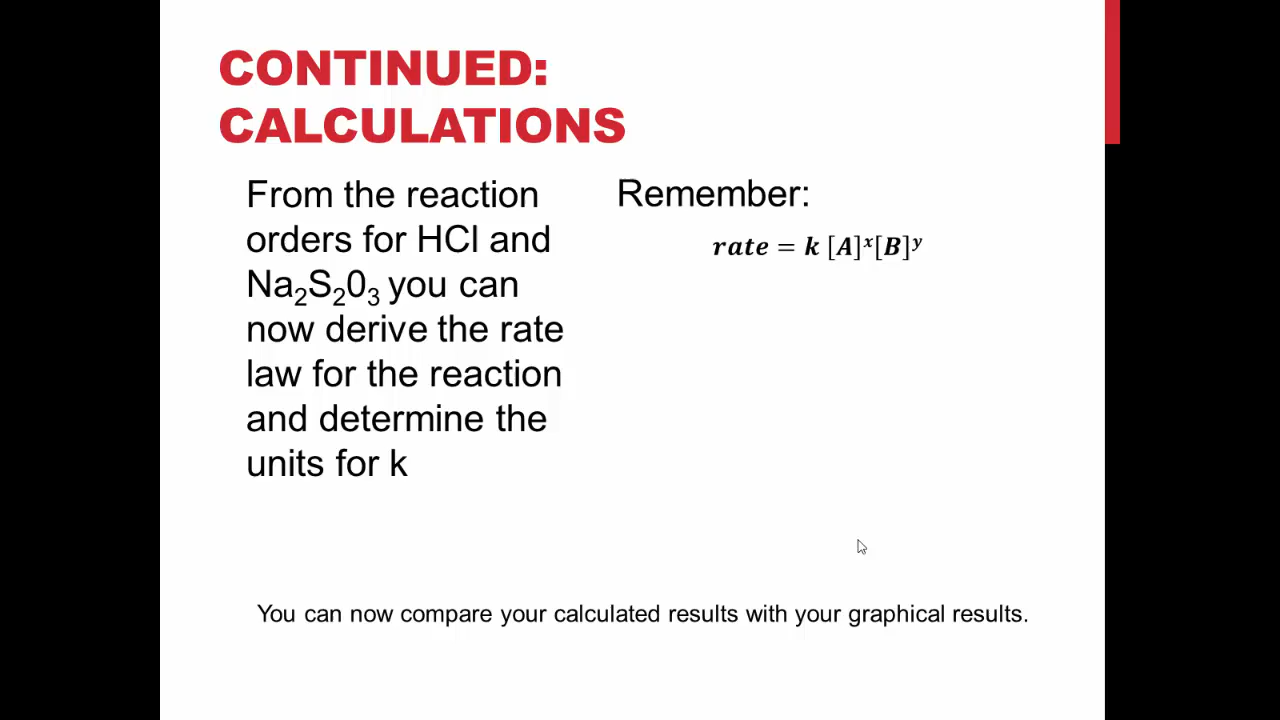 CONTINUED:
CALCULATIONS
From the reaction
orders for HCl and
Na₂S₂0₃ you can
now derive the rate
law for the reaction
and determine the
units for k
Remember:
rate = k [A]ˣ[B]ʸ
You can now compare your calculated results with your graphical results.